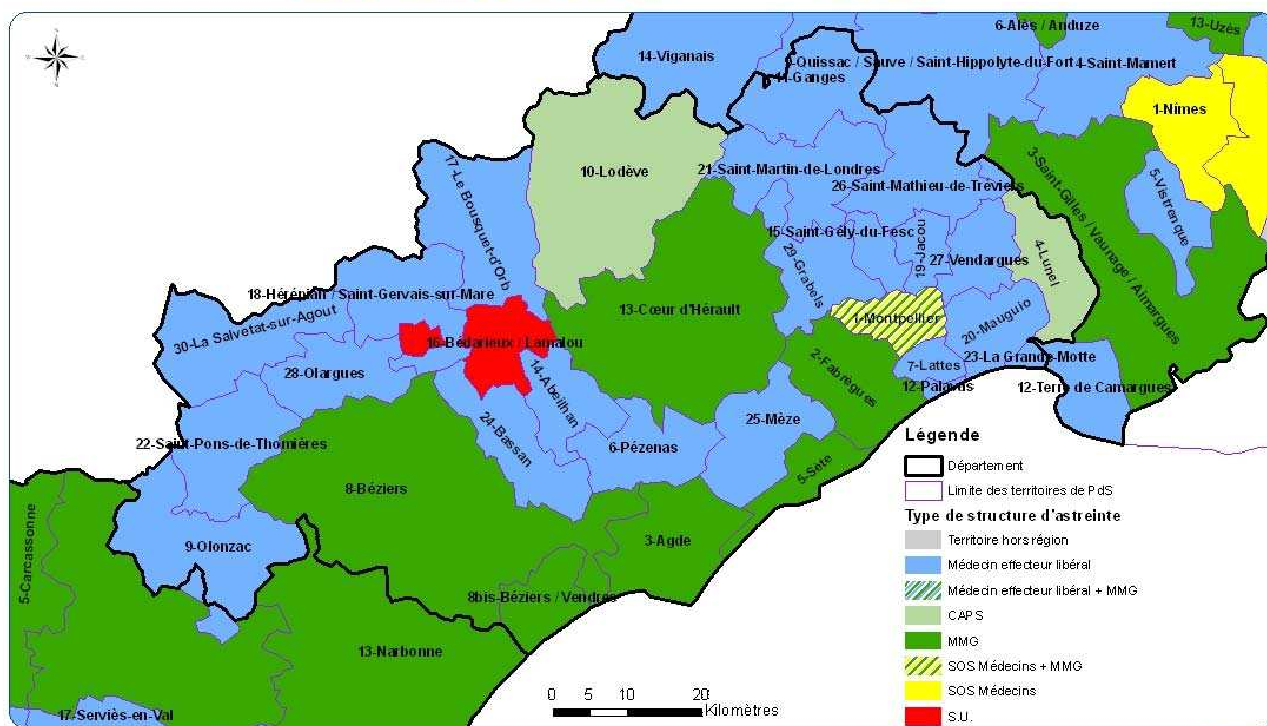 6-Alès / Anduze
13-Uzès
14-Viganais
-Quissac / Sauve / Saint-Hippolyte-du-Fort
4-Saint-Mamert
11-Ganges
1-Nîmes
17-Le Bousquet-d'Orb
10-Lodève
21-Saint-Martin-de-Londres
26-Saint-Mathieu-de-Tréviers
3-Saint-Gilles / Vaunage / Aimargues
5-Vistrenque
15-Saint-Gély-du-Fesc
19-Jacou
27-Vendargues
4-Lunel
29-Grabels
18-Hérépian / Saint-Gervais-sur-Mare
13-Cœur d'Hérault
1-Montpellier
20-Mauguio
30-La Salvetat-sur-Agout
16-Bédarieux / Lamalou
2-Fabrègues
7-Lattes
23-La Grande-Motte
28-Olargues
14-Abeilhan
12-Palavas
12-Terre de Camargues
24-Bassan
25-Mèze
22-Saint-Pons-de-Thomières
6-Pézenas
5-Sète
8-Béziers
5-Carcassonne
9-Olonzac
3-Agde
8bis-Béziers / Vendres
13-Narbonne
17-Serviès-en-Val
0 5 10 20
Kilomètres
Légende
Département
Limite des territoires de PdS
Type de structure d'astreinte
Territoire hors région
Médecin effecteur libéral
Médecin effecteur libéral + MMG
CAPS
MMG
SOS Médecins + MMG
SOS Médecins
S.U.